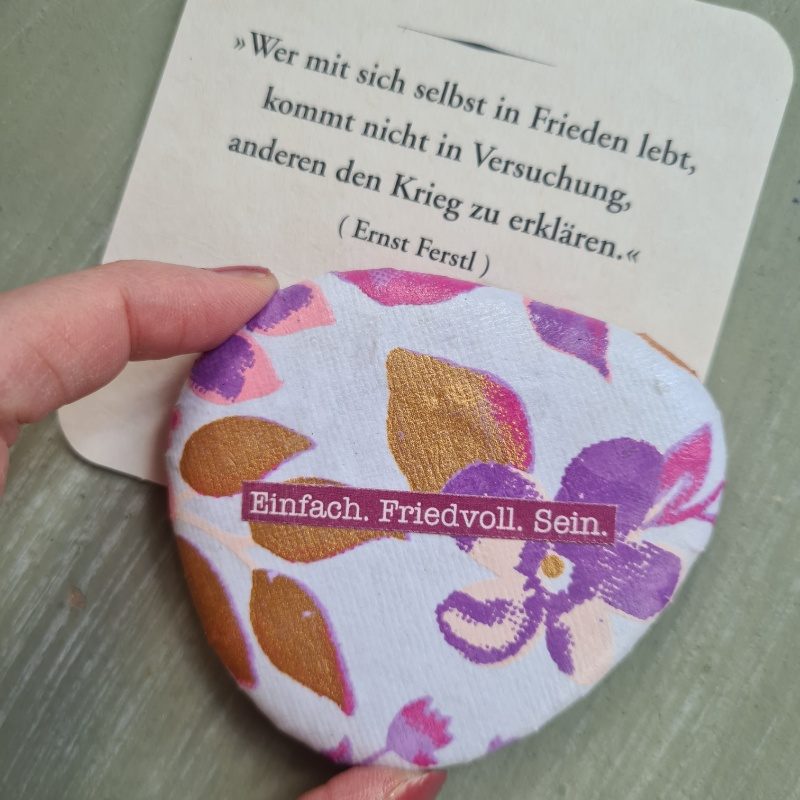 »Wer mit sich selbst in Frieden lebt,
kommt nicht in Versuchung,
anderen den Krieg zu erklären.«
( Ernst Ferstl )
Einfach. Friedvoll. Sein.